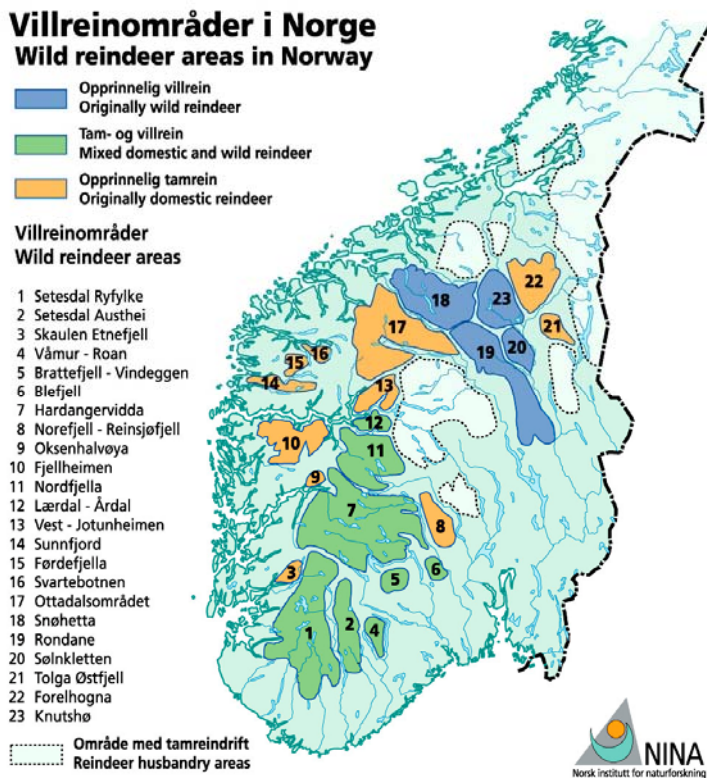 Villreinområder i Norge
Wild reindeer areas in Norway
Opprinnelig villrein
Originally wild reindeer
Tam- og villrein
Mixed domestic and wild reindeer
Opprinnelig tamrein
Originally domestic reindeer
Villreinområder
Wild reindeer areas
1 Setesdal Ryfylke
2 Setesdal Austhei
3 Skaulen Etnefjell
4 Våmur - Roan
5 Brattefjell - Vindeggen
6 Blefjell
7 Hardangervidda
8 Norefjell - Reinsjøfjell
9 Oksenhalvøya
10 Fjellheimen
11 Nordfjella
12 Lærdal - Årdal
13 Vest - Jotunheimen
14 Sunnfjord
15 Førdefjella
16 Svartebotnen
17 Ottadalsområdet
18 Snøhetta
19 Rondane
20 Sølnkletten
21 Tolga Østfjell
22 Forelhogna
23 Knutshø
Område med tamreindrift
Reindeer husbandry areas
22
18
23
17
21
16
19
20
15
14
13
12
10
11
9
7
8
3
5
6
1
2
4
NINA
Norsk institutt for naturforskning